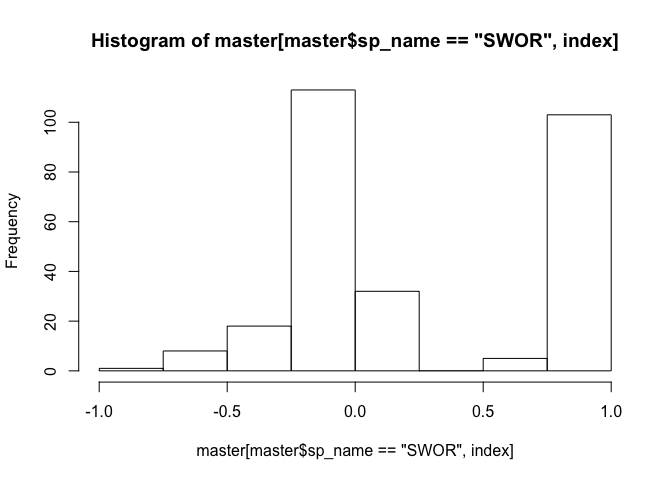 Histogram of master[master$sp_name == "SWOR", index]
Frequency
100
80
60
40
20
0
-1.0 -0.5 0.0 0.5 1.0
master[master$sp_name == "SWOR", index]